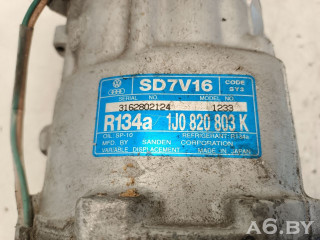 SD7V16 CODE
SERIAL NO. MODEL NO. SY2
3162802124 1233
R134a 1J0 820 803 K
OIL SP-10 REFRIGERANT R134a
MFD. BY SANDEN CORPORATION
VARIABLE DISPLACEMENT MADE IN JAPAN
A6.BY